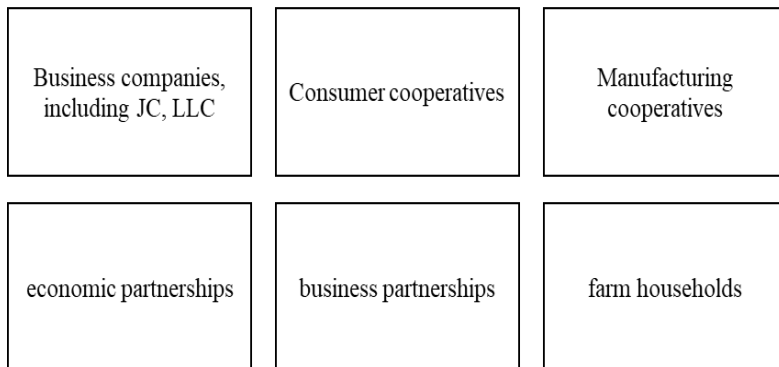 Business companies,
including JC, LLC
Consumer cooperatives
Manufacturing
cooperatives
economic partnerships
business partnerships
farm households